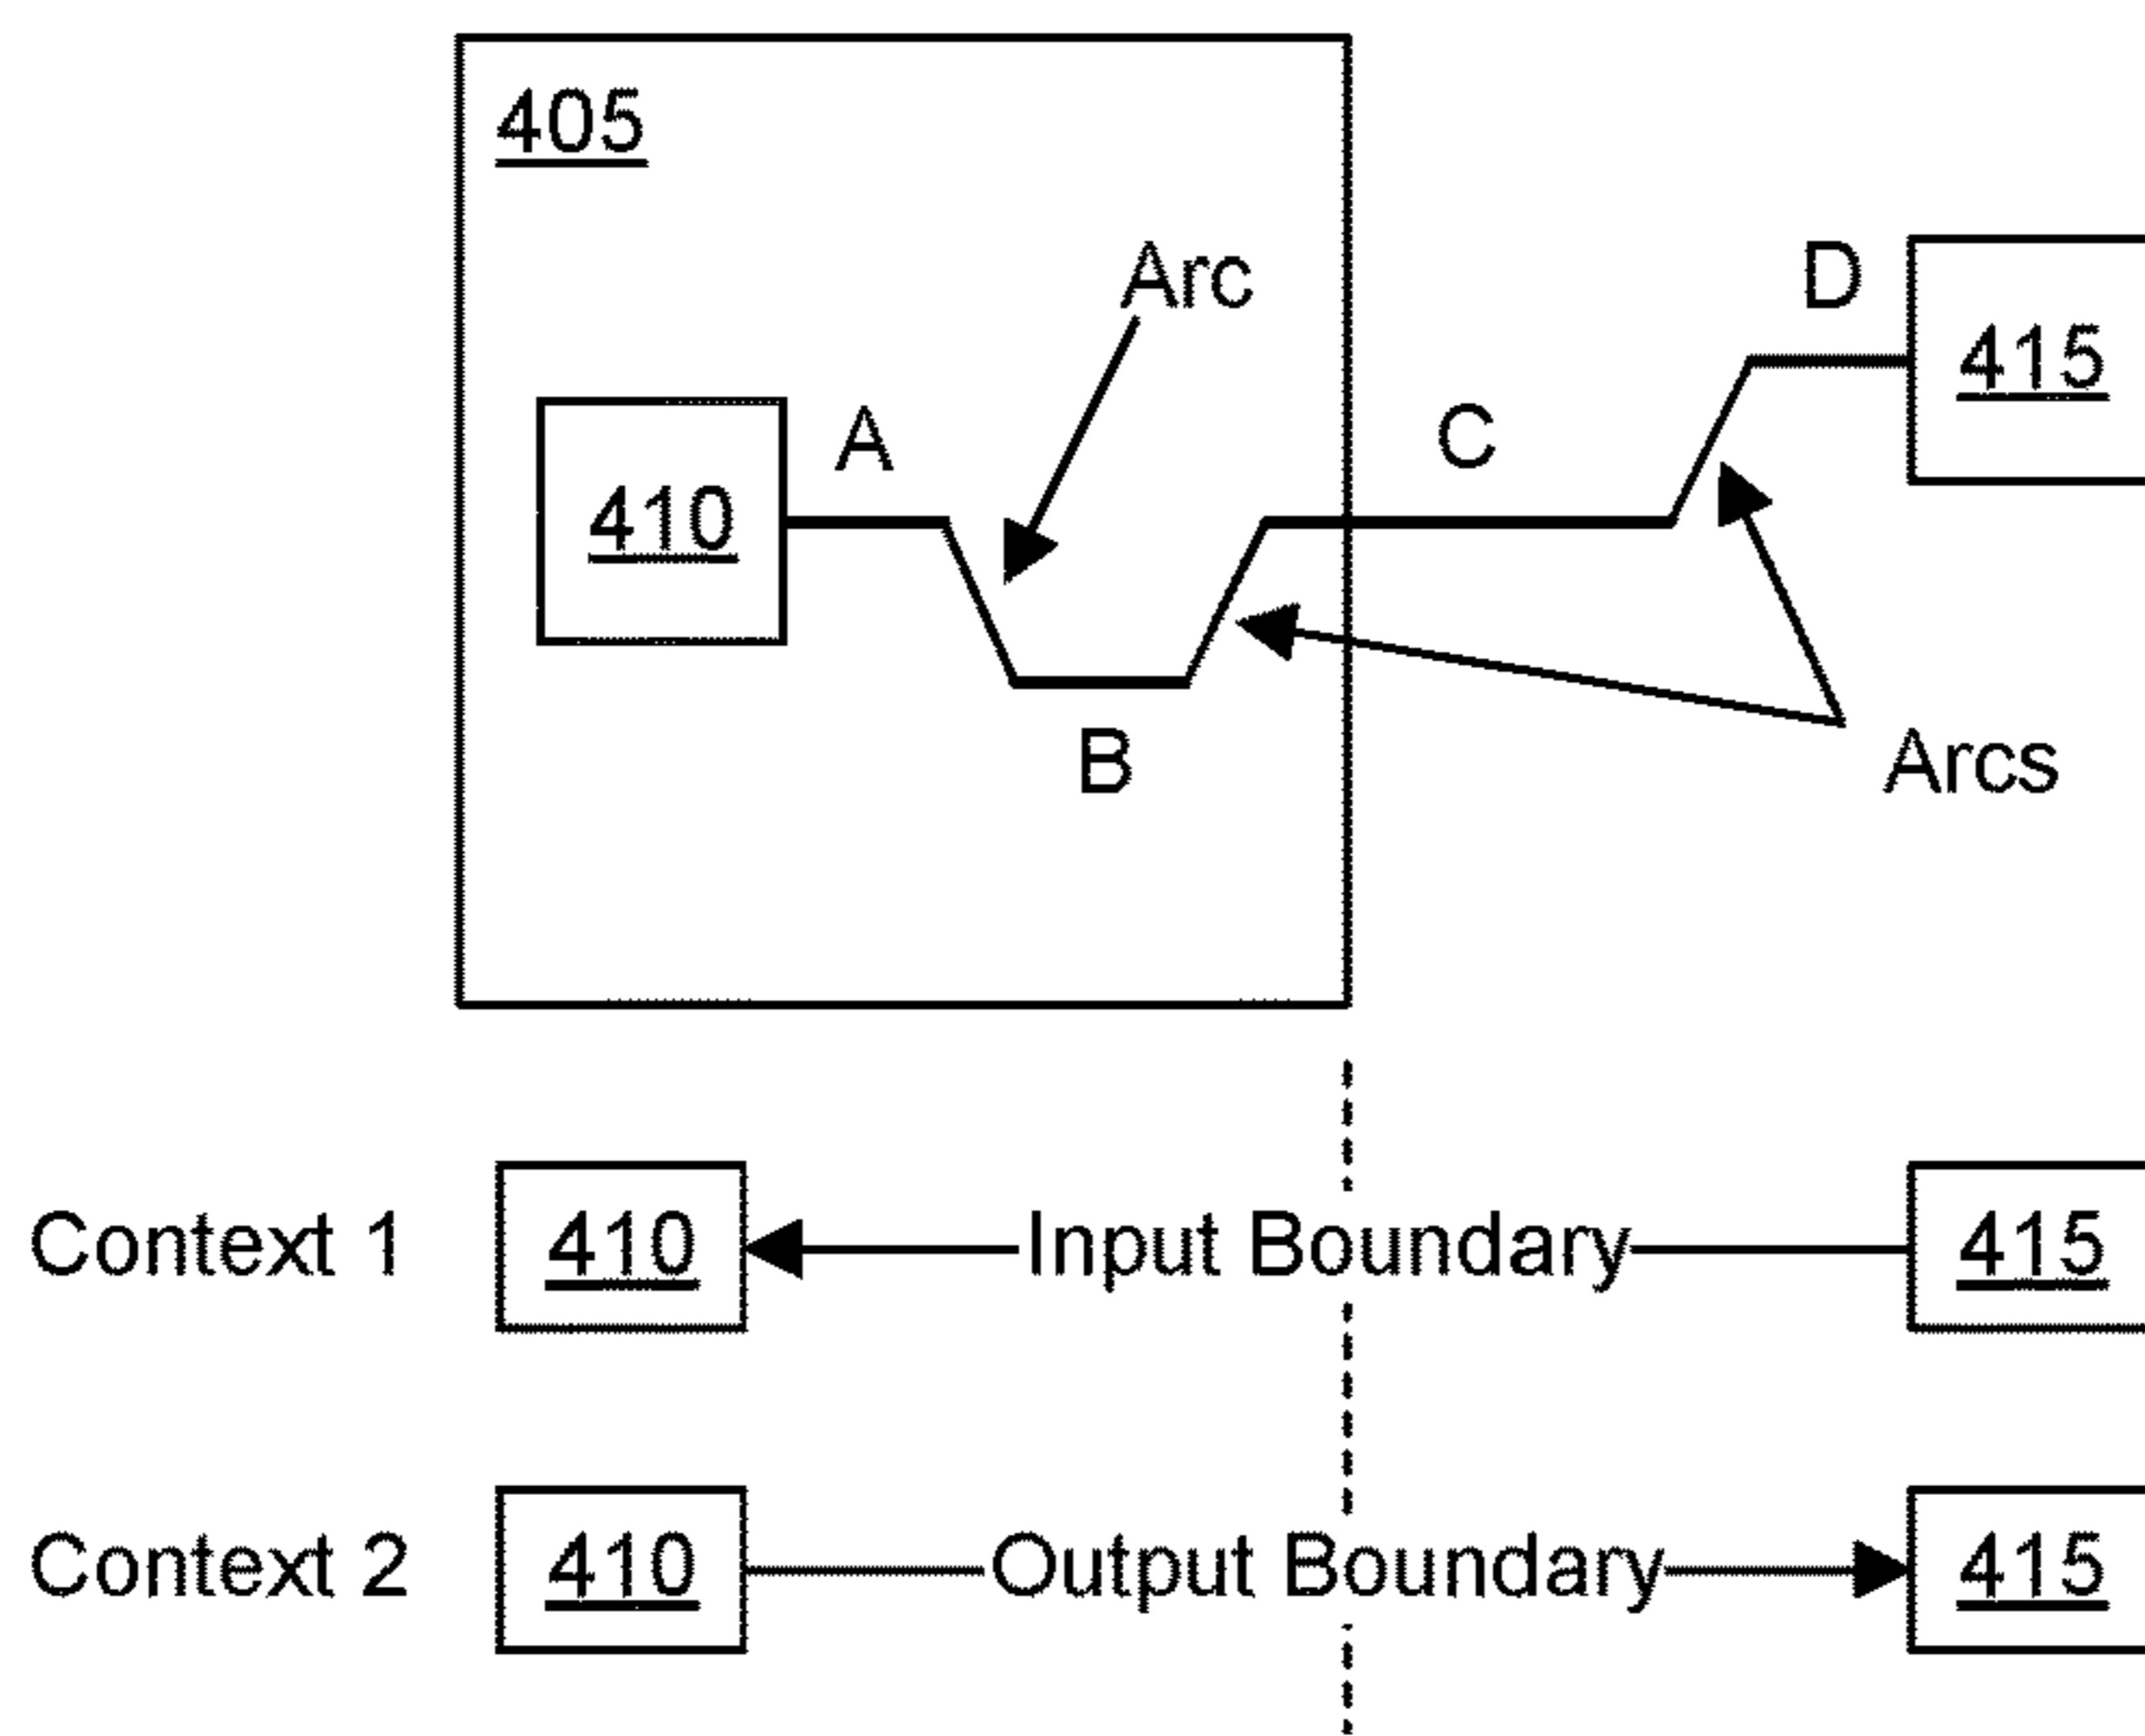 405
Arc
D
415
A
C
410
B
Arcs
Context 1 410 Input Boundary 415
Context 2 410 Output Boundary 415